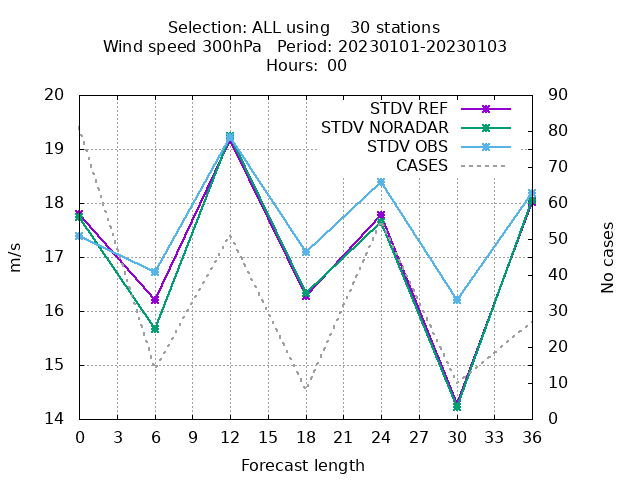 Selection: ALL using    30 stations
Wind speed 300hPa   Period: 20230101-20230103
Hours: 00
STDV REF
STDV NORADAR
STDV OBS
CASES
20
19
18
17
16
15
14
m/s
90
80
70
60
50
40
30
20
10
0
No cases
0 3 6 9 12 15 18 21 24 27 30 33 36
Forecast length